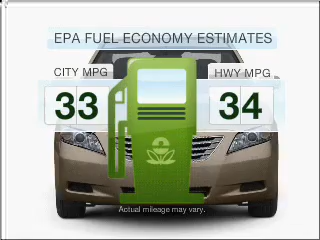 EPA FUEL ECONOMY ESTIMATES
CITY MPG
HWY MPG
33
34
Actual mileage may vary.